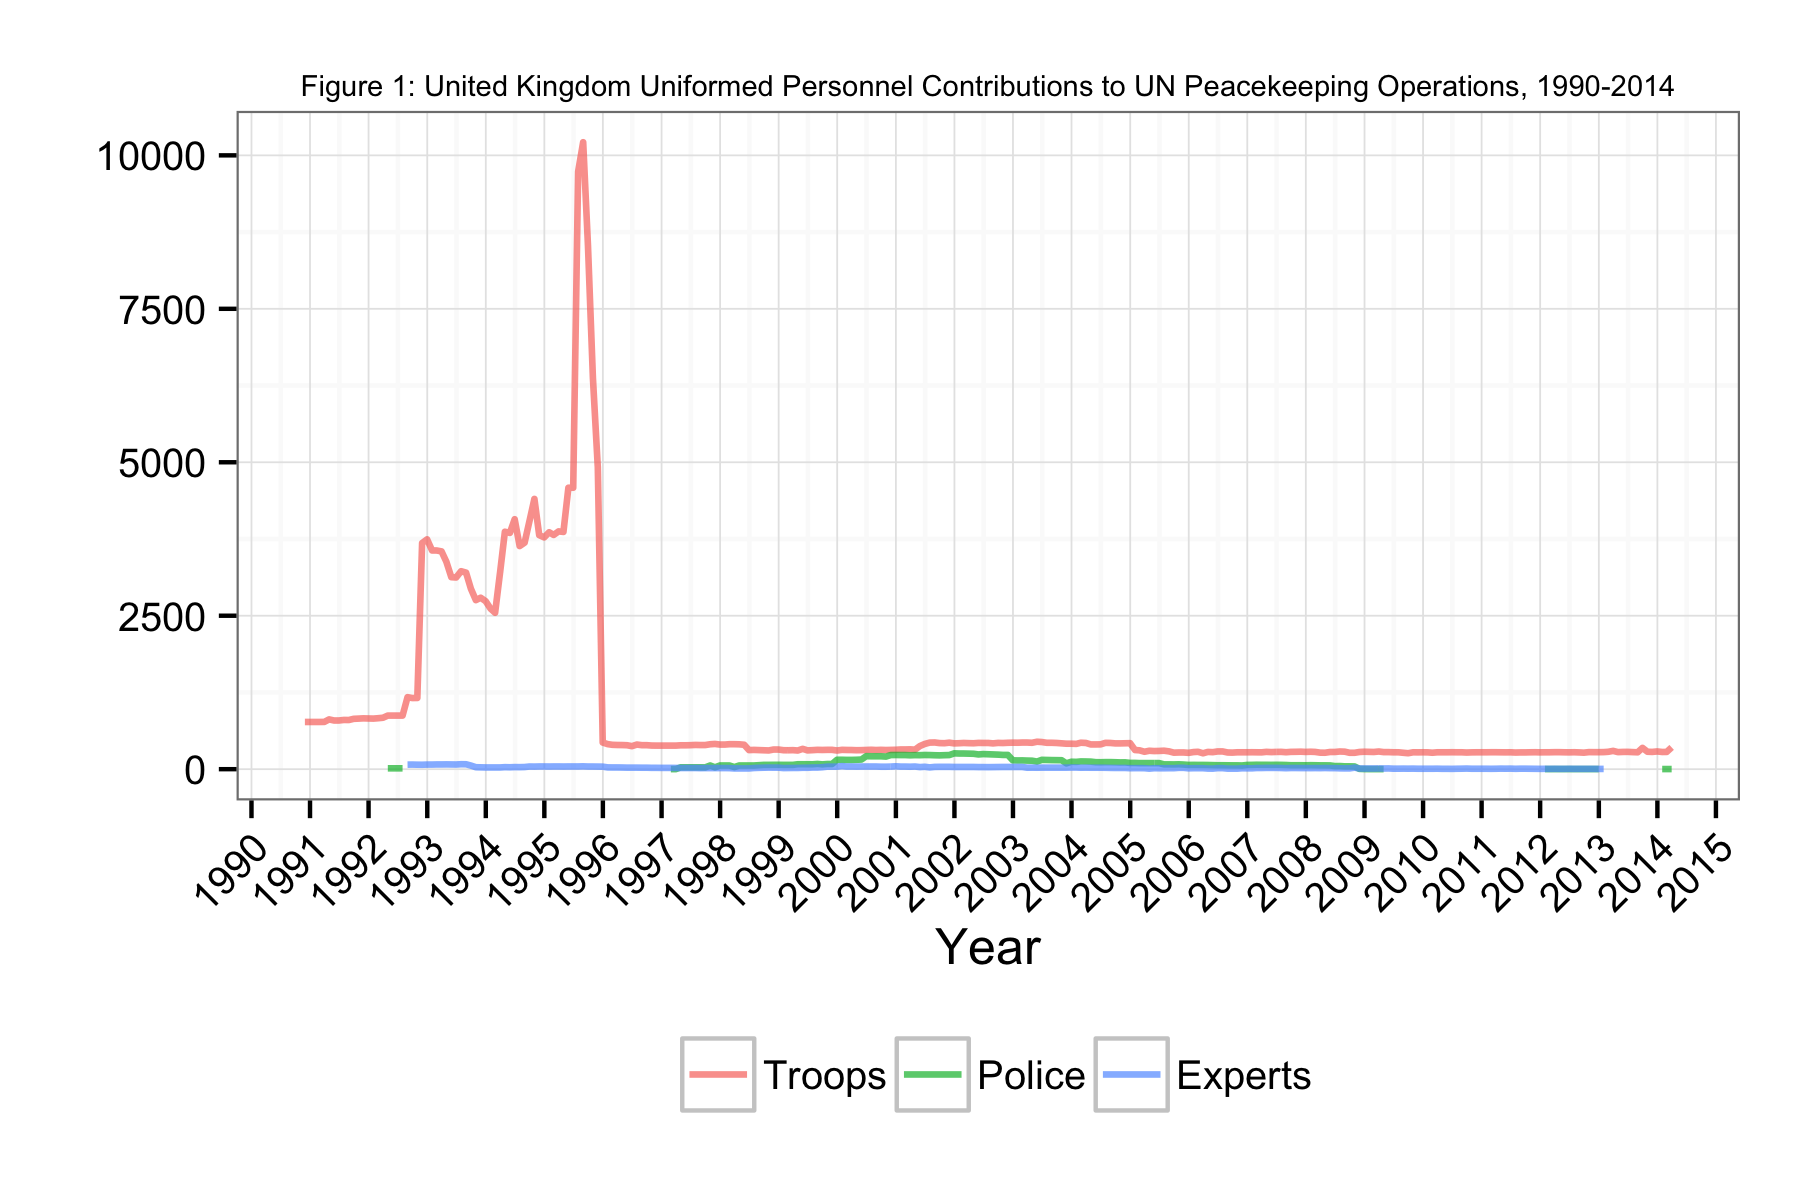 Figure 1: United Kingdom Uniformed Personnel Contributions to UN Peacekeeping Operations, 1990-2014
10000
7500
5000
2500
0
1990 1991 1992 1993 1994 1995 1996 1997 1998 1999 2000 2001 2002 2003 2004 2005 2006 2007 2008 2009 2010 2011 2012 2013 2014 2015
Year
Troops Police Experts